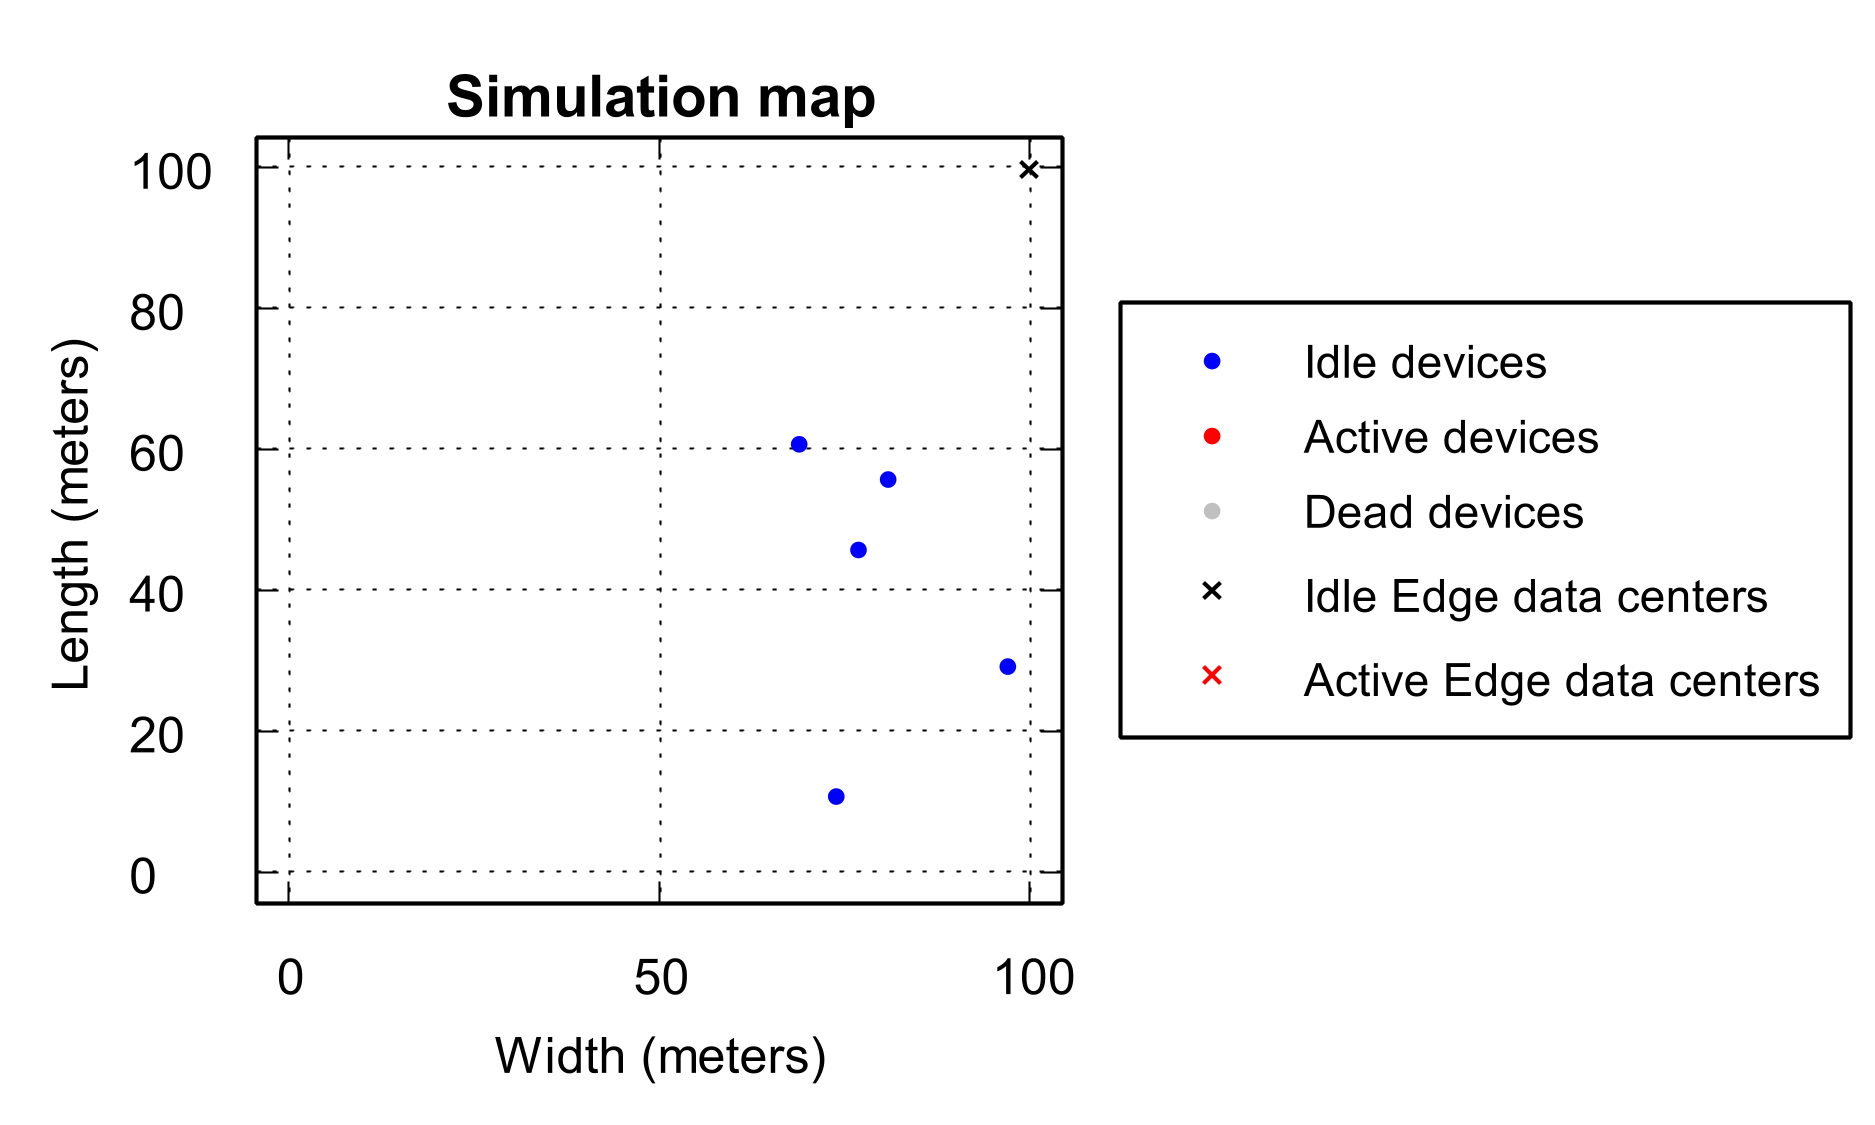 Simulation map
100
80
60
40
20
0
Length (meters)
0 50 100
Width (meters)
Idle devices
Active devices
Dead devices
Idle Edge data centers
Active Edge data centers